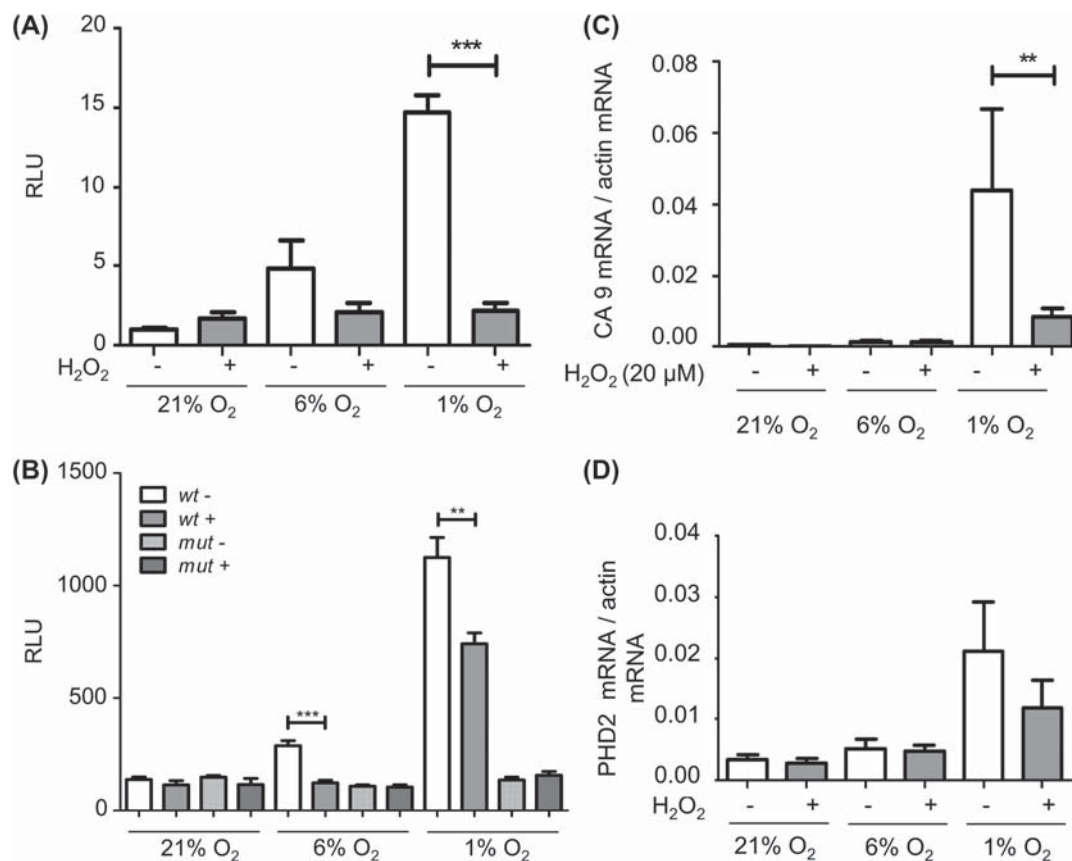 (A)
20
15
10
5
0
RLU
***
H₂O₂ - + - + - +
21% O₂ 6% O₂ 1% O₂
(B)
1500
1000
500
0
RLU
wt -
wt +
mut -
mut +
***
**
21% O₂ 6% O₂ 1% O₂
(C)
0.08
0.06
0.04
0.02
0.00
CA 9 mRNA / actin mRNA
**
H₂O₂ (20 μM) - + - + - +
21% O₂ 6% O₂ 1% O₂
(D)
0.04
0.03
0.02
0.01
0.00
PHD2 mRNA / actin
mRNA
H₂O₂ - + - + - +
21% O₂ 6% O₂ 1% O₂